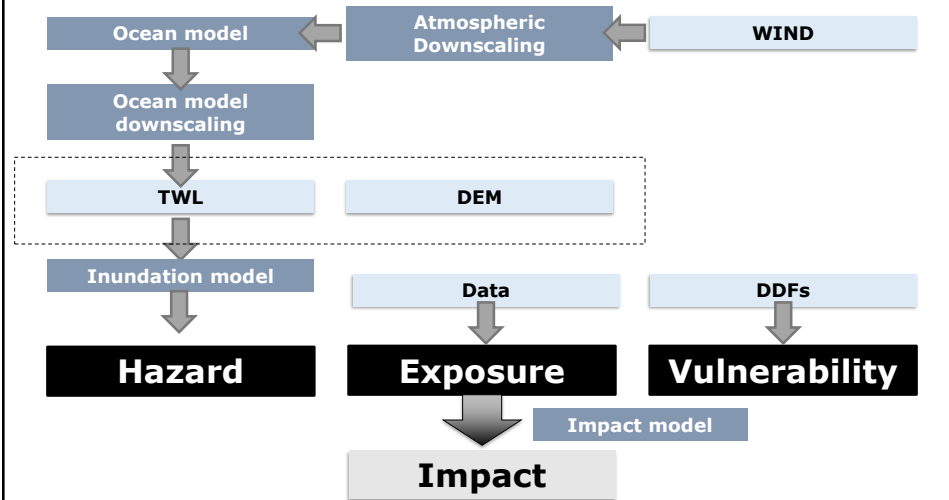 Ocean model
Atmospheric
Downscaling
WIND
Ocean model
downscaling
TWL
DEM
Inundation model
Data
DDFs
Hazard
Exposure
Vulnerability
Impact model
Impact